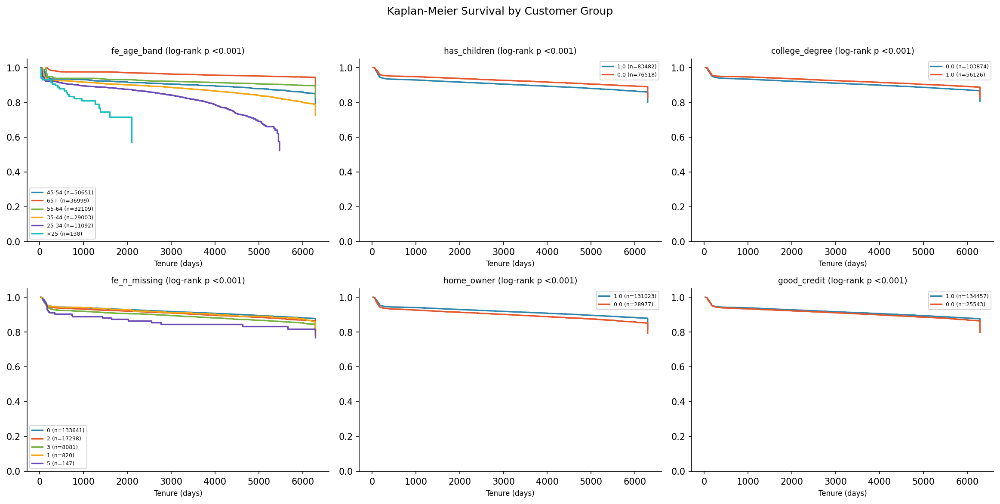 Kaplan-Meier Survival by Customer Group
fe_age_band (log-rank p <0.001)
1.0
0.8
0.6
0.4
0.2
0.0
45-54 (n=50651)
65+ (n=36999)
55-64 (n=32109)
35-44 (n=29003)
25-34 (n=11092)
<25 (n=138)
0 1000 2000 3000 4000 5000 6000
Tenure (days)
has_children (log-rank p <0.001)
1.0
0.8
0.6
0.4
0.2
0.0
1.0 (n=83482)
0.0 (n=76518)
0 1000 2000 3000 4000 5000 6000
Tenure (days)
college_degree (log-rank p <0.001)
1.0
0.8
0.6
0.4
0.2
0.0
0.0 (n=103874)
1.0 (n=56126)
0 1000 2000 3000 4000 5000 6000
Tenure (days)
fe_n_missing (log-rank p <0.001)
1.0
0.8
0.6
0.4
0.2
0.0
0 (n=133641)
2 (n=17298)
3 (n=8081)
1 (n=820)
5 (n=147)
0 1000 2000 3000 4000 5000 6000
Tenure (days)
home_owner (log-rank p <0.001)
1.0
0.8
0.6
0.4
0.2
0.0
1.0 (n=131023)
0.0 (n=28977)
0 1000 2000 3000 4000 5000 6000
Tenure (days)
good_credit (log-rank p <0.001)
1.0
0.8
0.6
0.4
0.2
0.0
1.0 (n=134457)
0.0 (n=25543)
0 1000 2000 3000 4000 5000 6000
Tenure (days)